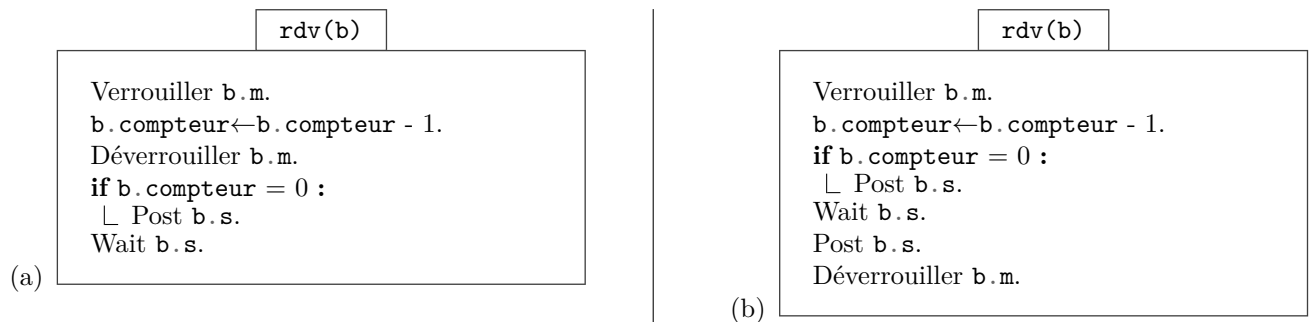 rdv(b)
Verrouiller b.m.
b.compteur←b.compteur - 1.
Déverrouiller b.m.
if b.compteur = 0 :
Post b.s.
Wait b.s.
(a)
rdv(b)
Verrouiller b.m.
b.compteur←b.compteur - 1.
if b.compteur = 0 :
Post b.s.
Wait b.s.
Post b.s.
Déverrouiller b.m.
(b)